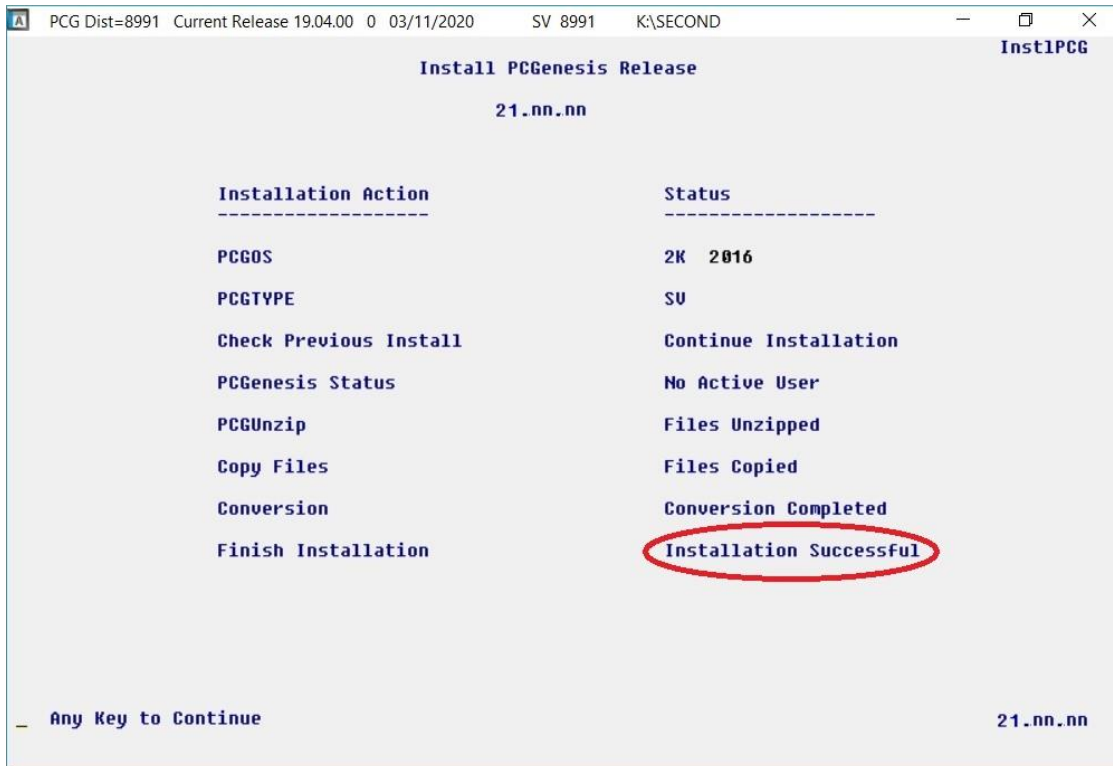 PCG Dist=8991 Current Release 19.04.00 0 03/11/2020 SV 8991 K:\SECOND
InstlPCG
Install PCGenesis Release
21.nn.nn
Installation Action Status
------------------- -------------------
PCGOS 2K 2016
PCGTYPE SV
Check Previous Install Continue Installation
PCGenesis Status No Active User
PCGUnzip Files Unzipped
Copy Files Files Copied
Conversion Conversion Completed
Finish Installation Installation Successful
_ Any Key to Continue 21.nn.nn